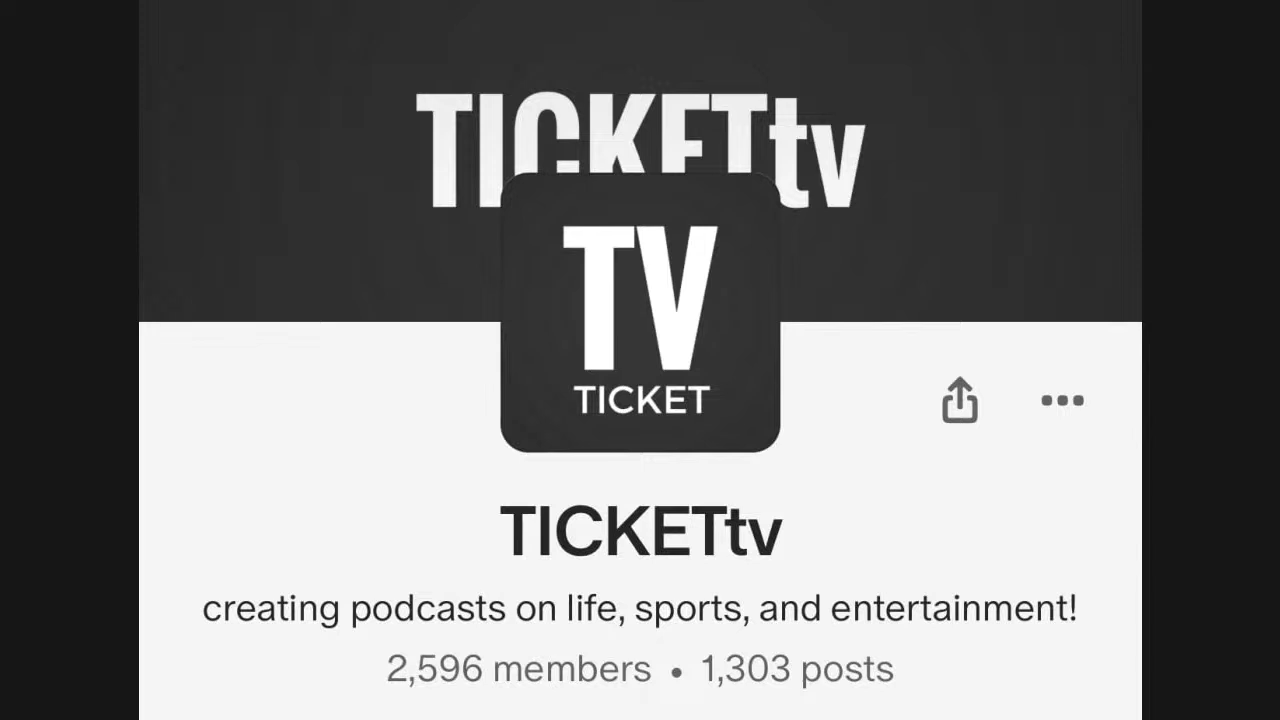 TICKETtv
TV
TICKET
TICKETtv
creating podcasts on life, sports, and entertainment!
2,596 members • 1,303 posts